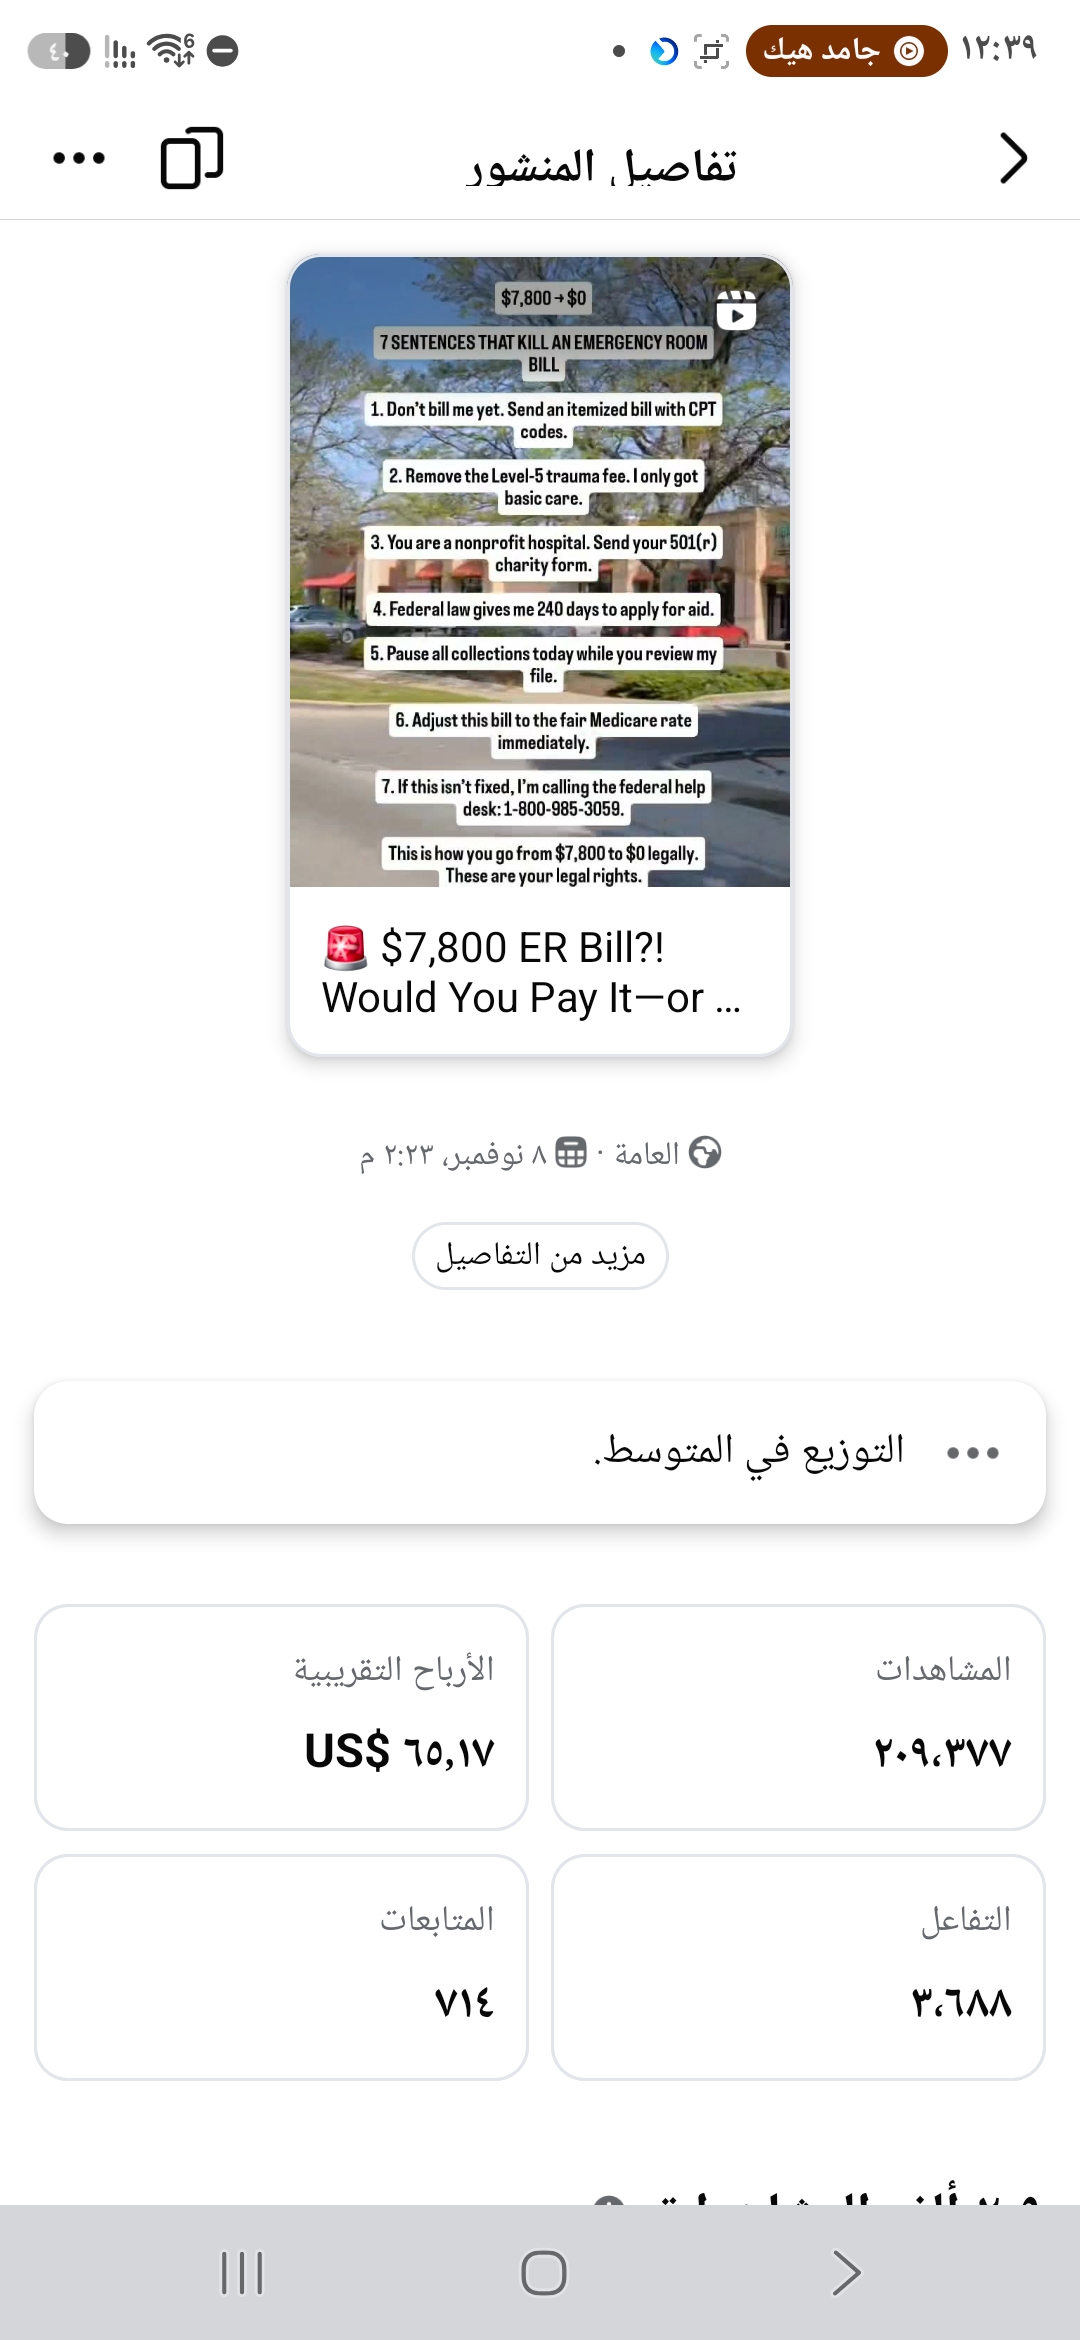 ١٢:٣٩
جامد هيك
6
٤٠
تفاصيل المنشور
$7,800→$0
7 SENTENCES THAT KILL AN EMERGENCY ROOM
BILL
1. Don't bill me yet. Send an itemized bill with CPT
codes.
2. Remove the Level-5 trauma fee. I only got
basic care.
3. You are a nonprofit hospital. Send your 501(r)
charity form.
4. Federal law gives me 240 days to apply for aid.
5. Pause all collections today while you review my
file.
6. Adjust this bill to the fair Medicare rate
immediately.
7. If this isn't fixed, I'm calling the federal help
desk: 1-800-985-3059.
This is how you go from $7,800 to $0 legally.
These are your legal rights.
🚨 $7,800 ER Bill?!
Would You Pay It—or ...
العامة · ٨ نوفمبر، ٢:٢٣ م
مزيد من التفاصيل
التوزيع في المتوسط.
المشاهدات
٢٠٩،٣٧٧
الأرباح التقريبية
US$ ٦٥,١٧
التفاعل
٣،٦٨٨
المتابعات
٧١٤